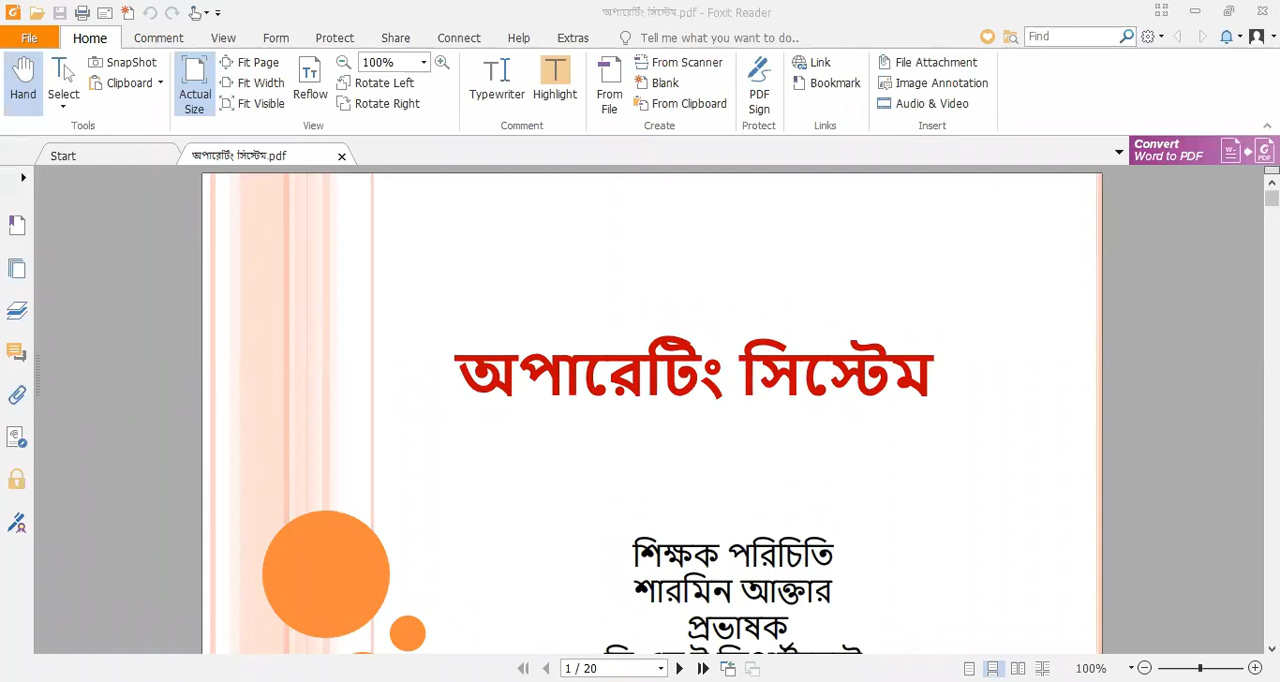 অপারেটিং সিস্টেম.pdf - Foxit Reader
File Home Comment View Form Protect Share Connect Help Extras Tell me what you want to do.. Find
Hand
Select
SnapShot
Clipboard
Tools
Actual Size
Fit Page
Fit Width
Fit Visible
Reflow
100%
Rotate Left
Rotate Right
View
Typewriter
Highlight
Comment
From File
From Scanner
Blank
From Clipboard
Create
PDF Sign
Protect
Link
Bookmark
Links
File Attachment
Image Annotation
Audio & Video
Insert
Start
অপারেটিং সিস্টেম.pdf
Convert
Word to PDF
অপারেটিং সিস্টেম
শিক্ষক পরিচিতি
শারমিন আক্তার
প্রভাষক
1 / 20
100%